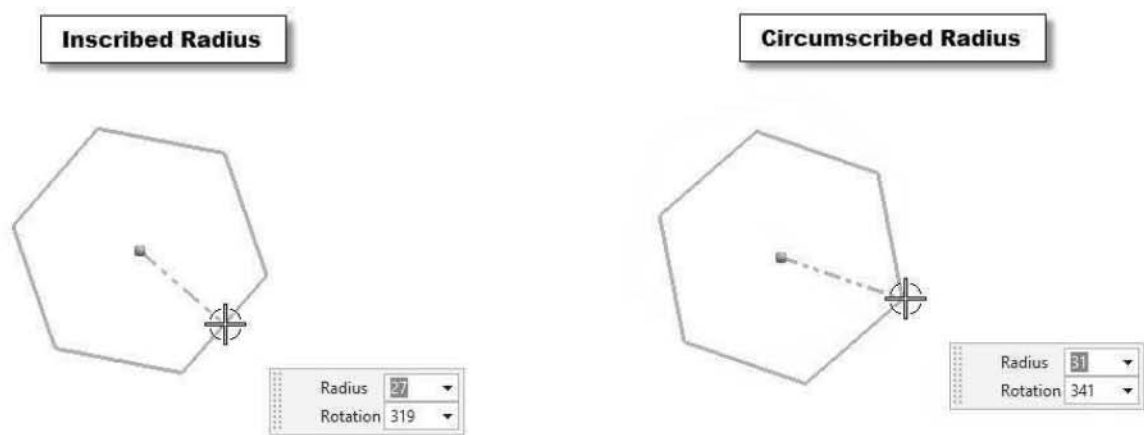 Inscribed Radius
Circumscribed Radius
Radius 27
Rotation 319
Radius 31
Rotation 341